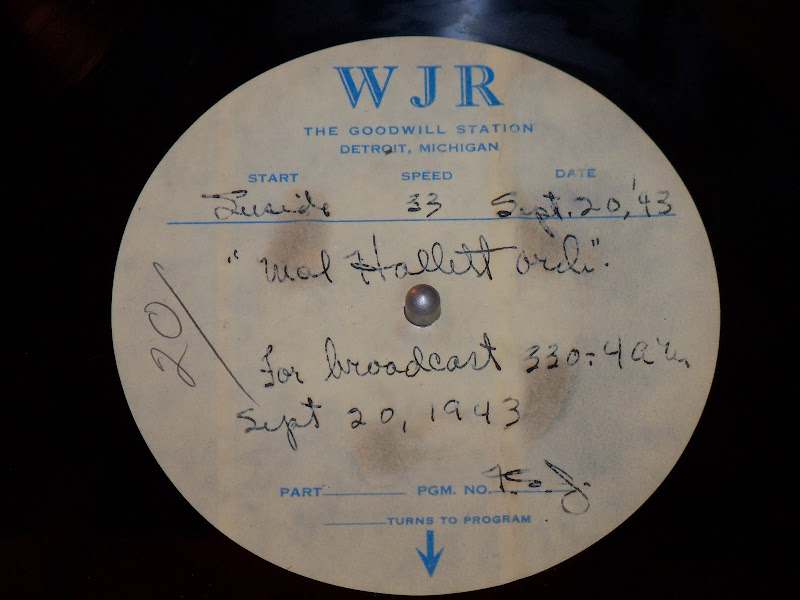 WJR
THE GOODWILL STATION
DETROIT, MICHIGAN
START SPEED DATE
Inside 33 Sept. 20, '43
"Mal Hallett orch".
20/
For broadcast 330-4 a.m.
Sept 20, 1943
PART PGM. NO.
TURNS TO PROGRAM